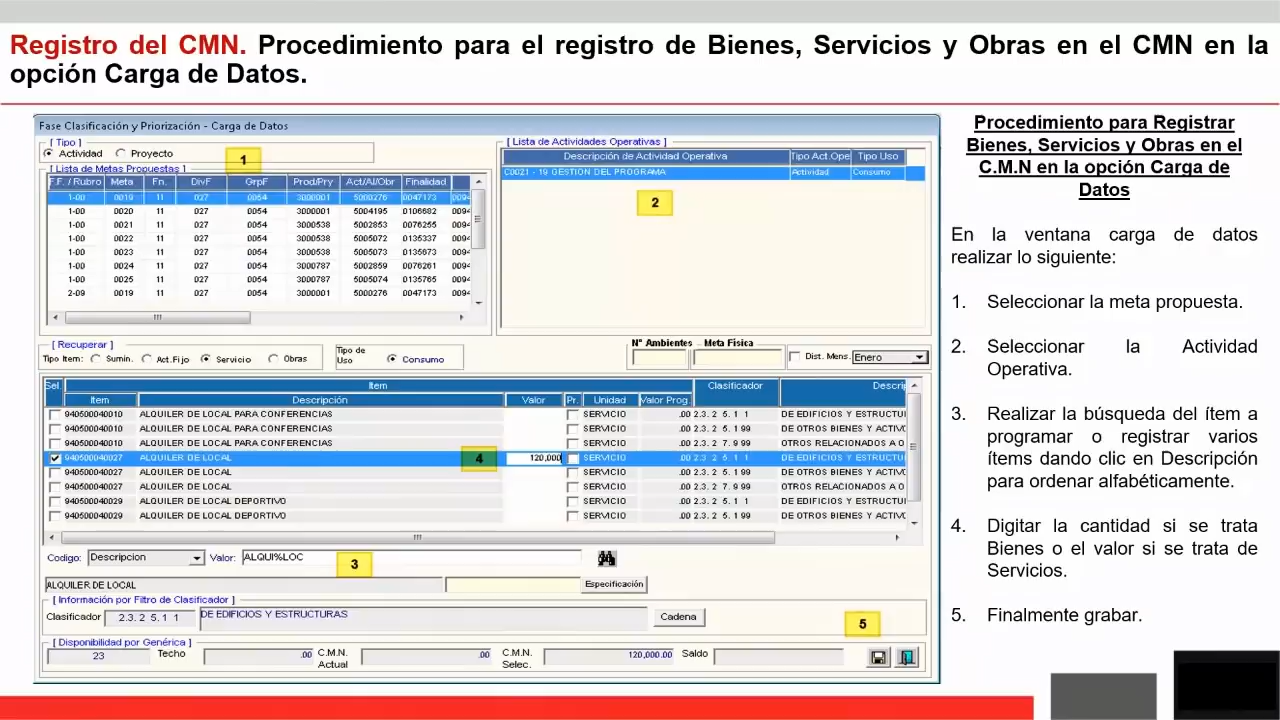 Registro del CMN. Procedimiento para el registro de Bienes, Servicios y Obras en el CMN en la
opción Carga de Datos.
Fase Clasificación y Priorización - Carga de Datos
[ Tipo ]
Actividad Proyecto
1
[ Lista de Metas Propuestas ]
F.F. / Rubro Meta Fn. DivF GrpF Prod/Pry Act/Al/Obr Finalidad
1-00 0019 11 027 0054 3000001 5000276 0047173 0094
1-00 0020 11 027 0054 3000001 5004195 0106682 0094
1-00 0021 11 027 0054 3000538 5002853 0076255 0094
1-00 0022 11 027 0054 3000538 5005072 0135337 0094
1-00 0023 11 027 0054 3000538 5005073 0135673 0094
1-00 0024 11 027 0054 3000787 5002859 0076261 0094
1-00 0025 11 027 0054 3000787 5005074 0135765 0094
2-09 0019 11 027 0054 3000001 5000276 0047173 0094
[ Lista de Actividades Operativas ]
Descripción de Actividad Operativa Tipo Act.Ope Tipo Uso
C0021 - 19 GESTION DEL PROGRAMA Actividad Consumo
2
[ Recuperar ]
Tipo Item: Sumin. Act.Fijo Servicio Obras
Tipo de
Uso
Consumo
N° Ambientes Meta Física
Dist. Mens. Enero
Sel. Item Clasificador Descrip
Item Descripción Valor Pr. Unidad Valor Prog.
940500040010 ALQUILER DE LOCAL PARA CONFERENCIAS SERVICIO .00 2.3. 2 5. 1 1 DE EDIFICIOS Y ESTRUCTU
940500040010 ALQUILER DE LOCAL PARA CONFERENCIAS SERVICIO .00 2.3. 2 5. 1 99 DE OTROS BIENES Y ACTIV
940500040010 ALQUILER DE LOCAL PARA CONFERENCIAS SERVICIO .00 2.3. 2 7. 9 99 OTROS RELACIONADOS A O
940500040027 ALQUILER DE LOCAL 4 120,000 SERVICIO .00 2.3. 2 5. 1 1 DE EDIFICIOS Y ESTRUCTU
940500040027 ALQUILER DE LOCAL SERVICIO .00 2.3. 2 5. 1 99 DE OTROS BIENES Y ACTIV
940500040027 ALQUILER DE LOCAL SERVICIO .00 2.3. 2 7. 9 99 OTROS RELACIONADOS A O
940500040029 ALQUILER DE LOCAL DEPORTIVO SERVICIO .00 2.3. 2 5. 1 1 DE EDIFICIOS Y ESTRUCTU
940500040029 ALQUILER DE LOCAL DEPORTIVO SERVICIO .00 2.3. 2 5. 1 99 DE OTROS BIENES Y ACTIV
Codigo: Descripcion Valor: ALQUI%LOC
3
ALQUILER DE LOCAL Especificación
[ Información por Filtro de Clasificador ]
Clasificador 2.3. 2 5. 1 1 DE EDIFICIOS Y ESTRUCTURAS Cadena
5
[ Disponibilidad por Genérica ]
23 Techo .00 C.M.N. Actual .00 C.M.N. Selec. 120,000.00 Saldo
Procedimiento para Registrar
Bienes, Servicios y Obras en el
C.M.N en la opción Carga de
Datos
En la ventana carga de datos
realizar lo siguiente:
1. Seleccionar la meta propuesta.
2. Seleccionar la Actividad
Operativa.
3. Realizar la búsqueda del ítem a
programar o registrar varios
ítems dando clic en Descripción
para ordenar alfabéticamente.
4. Digitar la cantidad si se trata
Bienes o el valor si se trata de
Servicios.
5. Finalmente grabar.